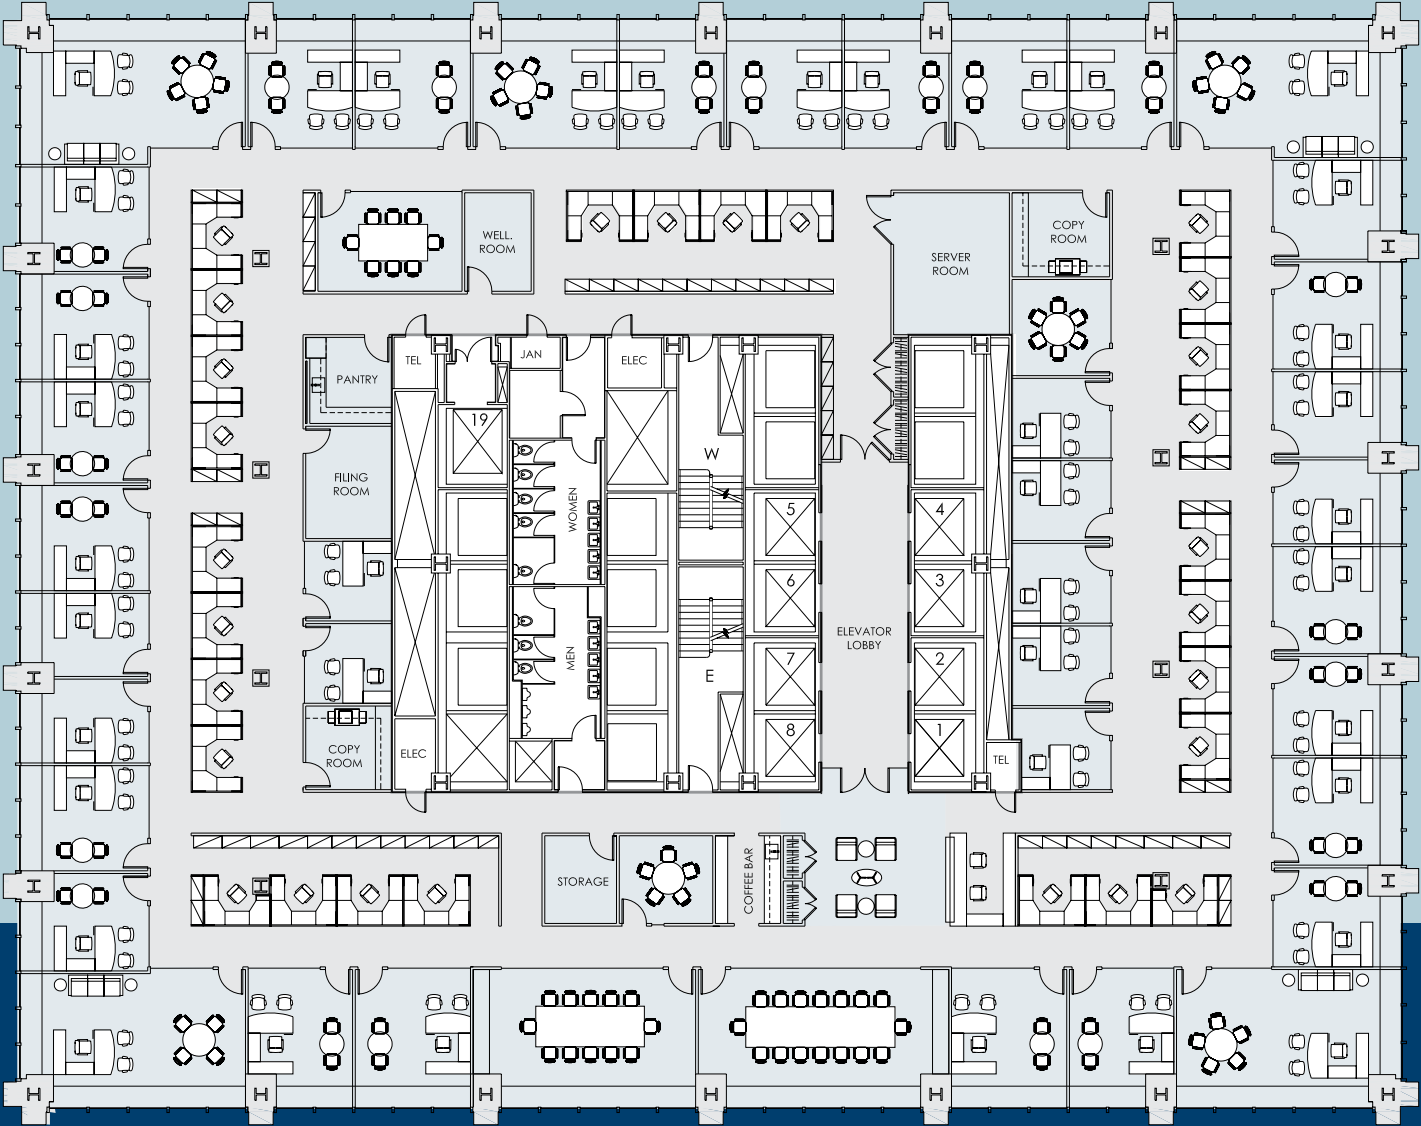 WELL.
ROOM
SERVER
ROOM
COPY
ROOM
TEL
JAN
ELEC
PANTRY
19
W
FILING
ROOM
WOMEN
5
4
6
3
ELEVATOR
LOBBY
MEN
E
7
2
8
1
COPY
ROOM
ELEC
TEL
STORAGE
COFFEE BAR